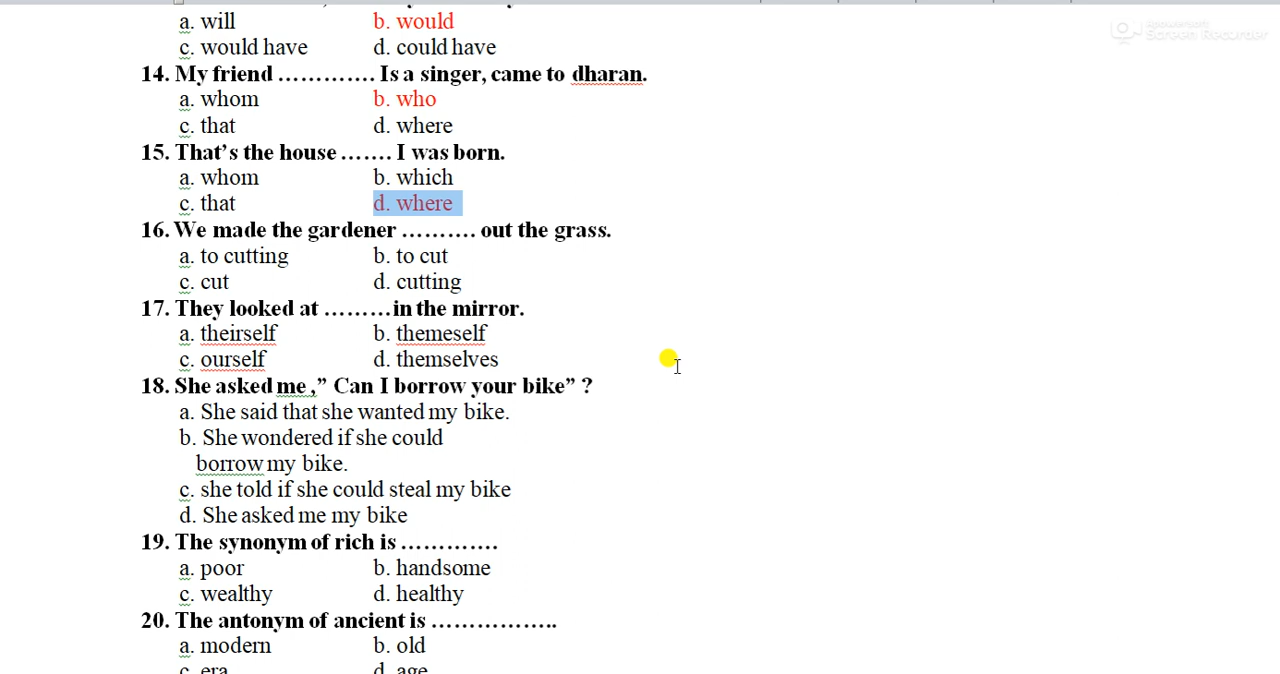 a. will b. would
c. would have d. could have
14. My friend …………. Is a singer, came to dharan.
a. whom b. who
c. that d. where
15. That’s the house ……. I was born.
a. whom b. which
c. that d. where
16. We made the gardener ………. out the grass.
a. to cutting b. to cut
c. cut d. cutting
17. They looked at ………in the mirror.
a. theirself b. themeself
c. ourself d. themselves
18. She asked me ,” Can I borrow your bike” ?
a. She said that she wanted my bike.
b. She wondered if she could
borrow my bike.
c. she told if she could steal my bike
d. She asked me my bike
19. The synonym of rich is ………….
a. poor b. handsome
c. wealthy d. healthy
20. The antonym of ancient is ……………..
a. modern b. old
c. era d. age
Apowersoft
Screen Recorder